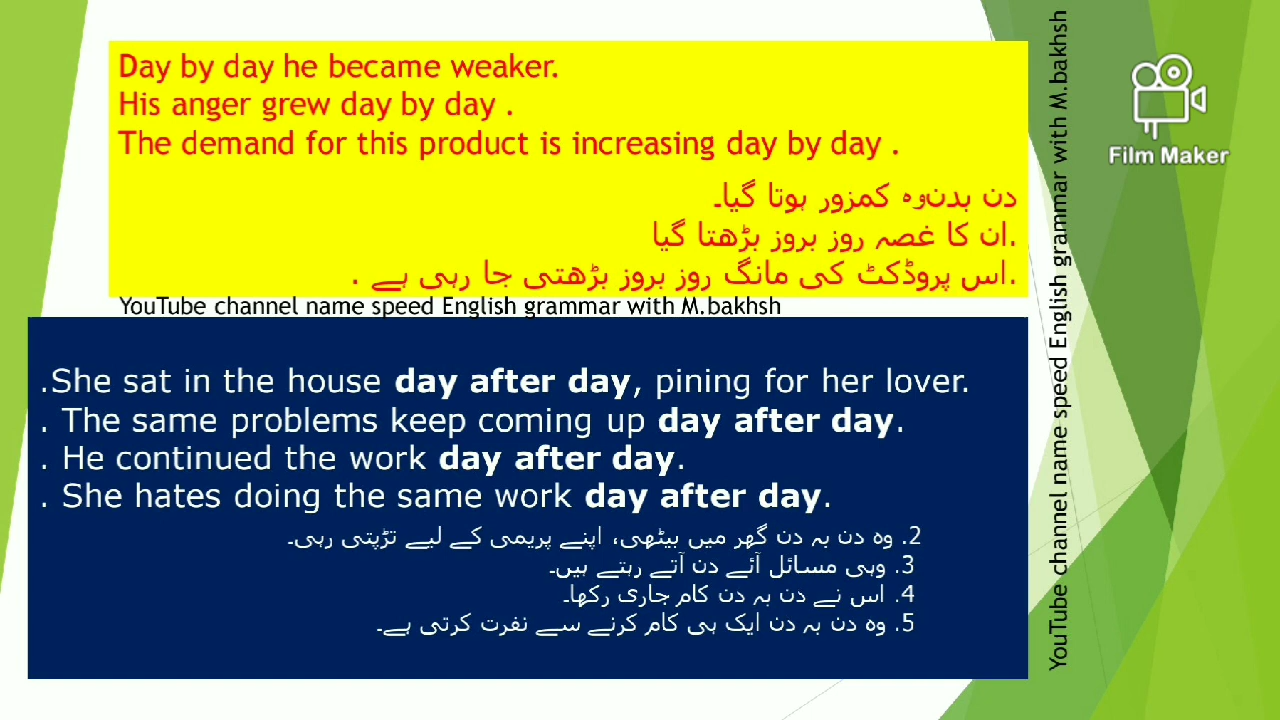 Day by day he became weaker.
His anger grew day by day .
The demand for this product is increasing day by day .
دن بدن وہ کمزور ہوتا گیا۔
.ان کا غصہ روز بروز بڑھتا گیا
.اس پروڈکٹ کی مانگ روز بروز بڑھتی جا رہی ہے .
YouTube channel name speed English grammar with M.bakhsh
.She sat in the house day after day, pining for her lover.
. The same problems keep coming up day after day.
. He continued the work day after day.
. She hates doing the same work day after day.
2. وہ دن بہ دن گھر میں بیٹھی، اپنے پریمی کے لیے تڑپتی رہی۔
3. وہی مسائل آئے دن آتے رہتے ہیں۔
4. اس نے دن بہ دن کام جاری رکھا۔
5. وہ دن بہ دن ایک ہی کام کرنے سے نفرت کرتی ہے۔
YouTube channel name speed English grammar with M.bakhsh
Film Maker